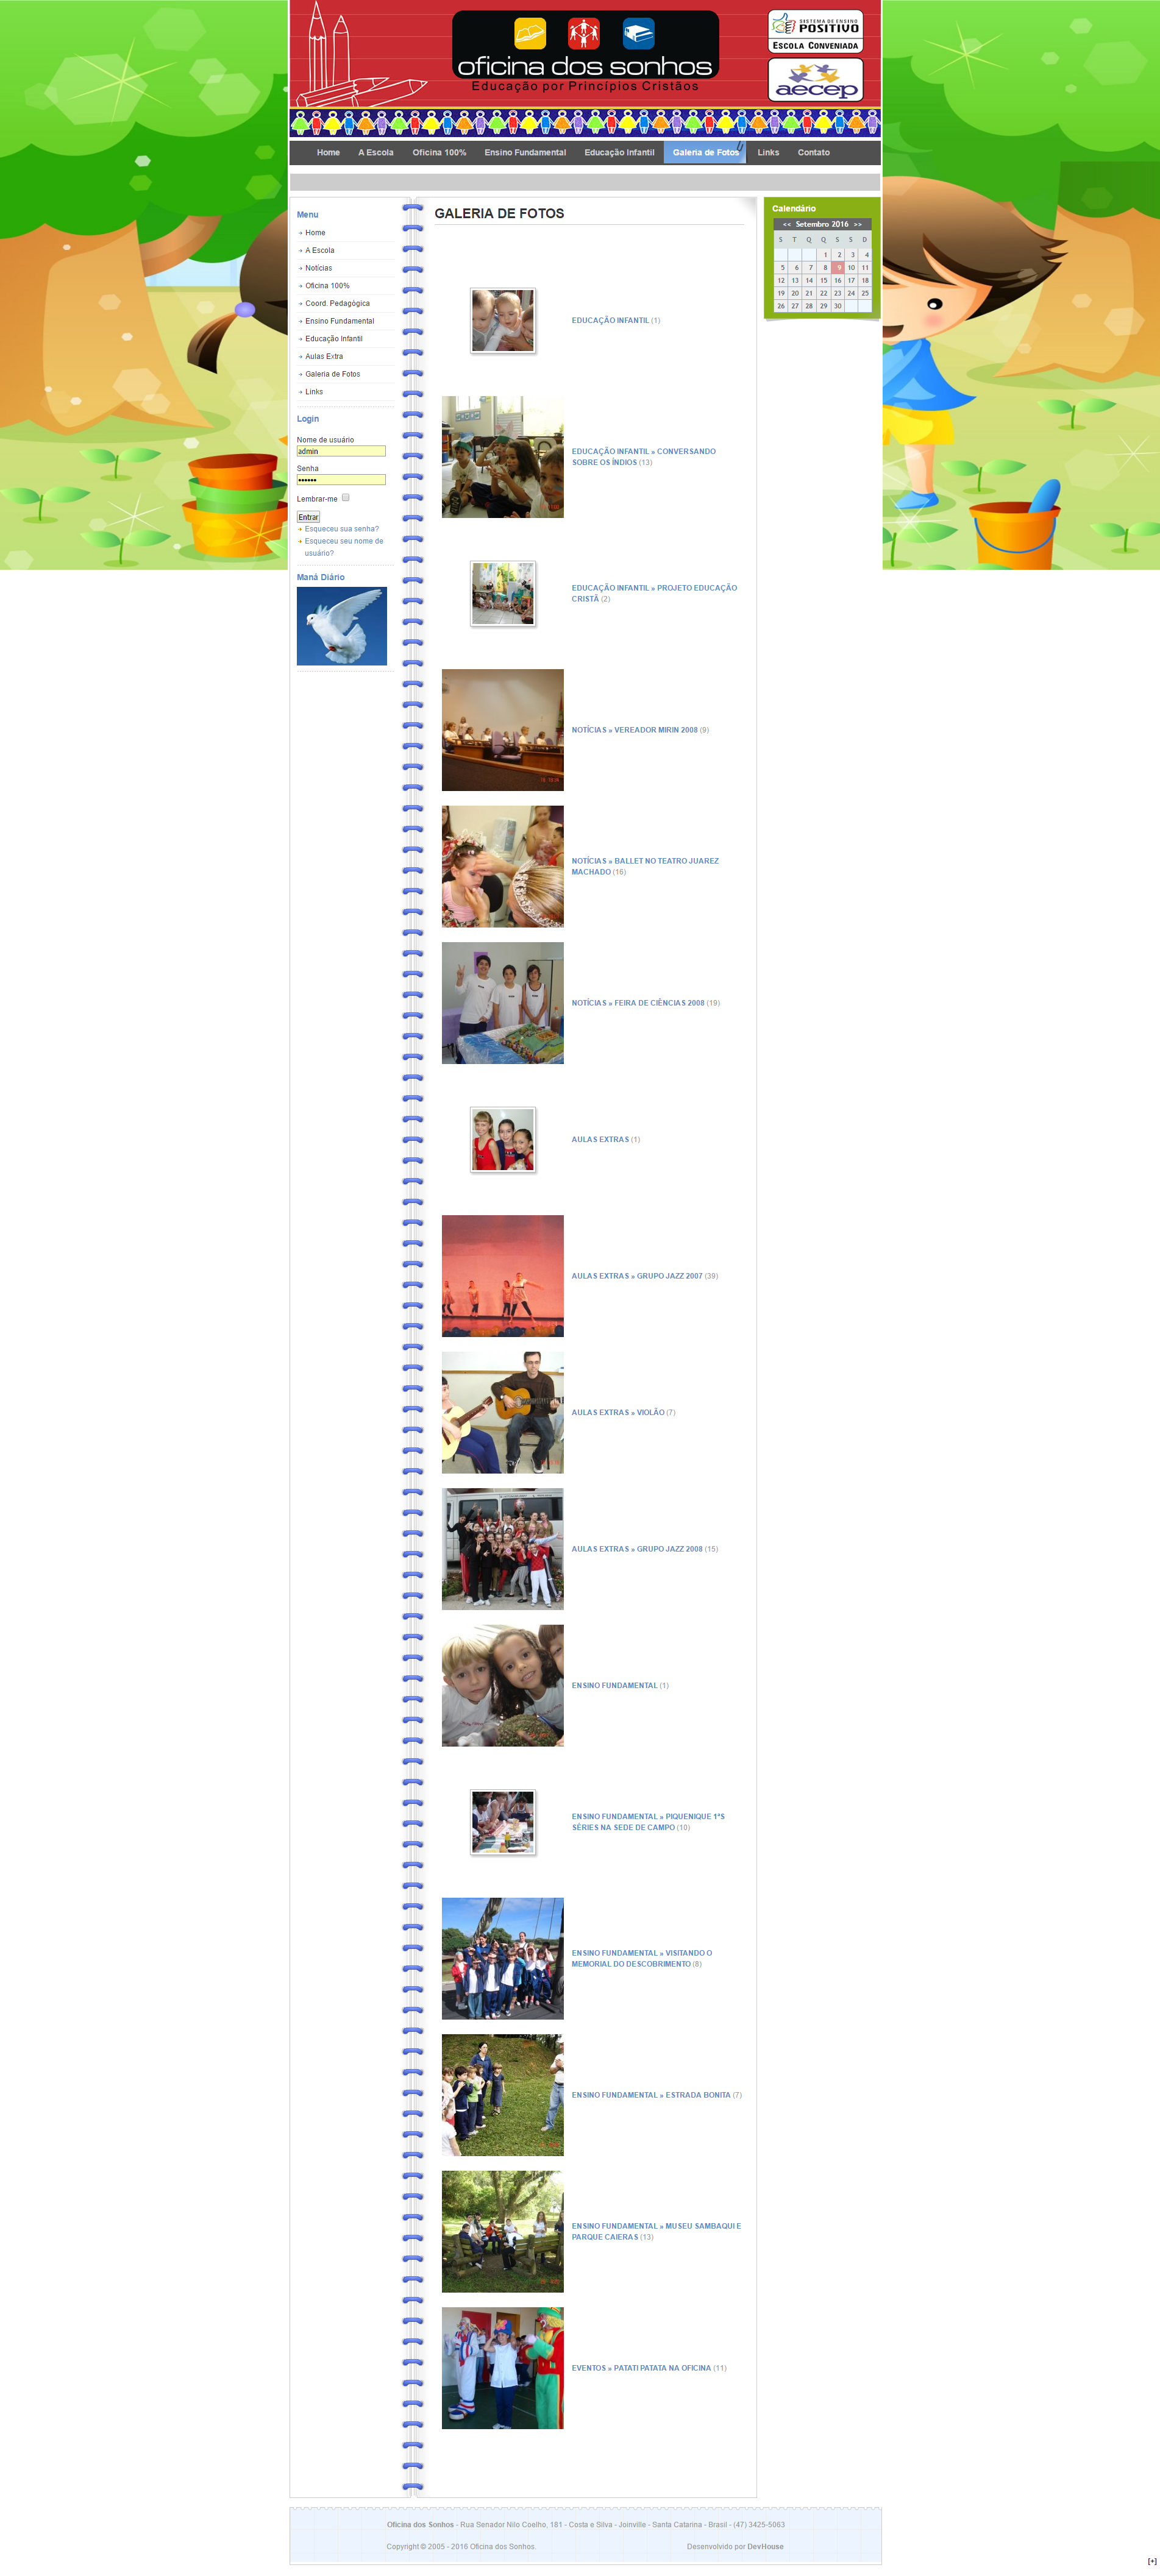 oficina dos sonhos
Educação por Princípios Cristãos
SISTEMA DE ENSINO
POSITIVO
ESCOLA CONVENIADA
aecep
Home A Escola Oficina 100% Ensino Fundamental Educação Infantil Galeria de Fotos Links Contato
Menu
Home
A Escola
Notícias
Oficina 100%
Coord. Pedagógica
Ensino Fundamental
Educação Infantil
Aulas Extra
Galeria de Fotos
Links
Login
Nome de usuário
admin
Senha
••••••
Lembrar-me
Entrar
Esqueceu sua senha?
Esqueceu seu nome de
usuário?
Maná Diário
GALERIA DE FOTOS
EDUCAÇÃO INFANTIL (1)
EDUCAÇÃO INFANTIL » CONVERSANDO
SOBRE OS ÍNDIOS (13)
EDUCAÇÃO INFANTIL » PROJETO EDUCAÇÃO
CRISTÃ (2)
NOTÍCIAS » VEREADOR MIRIN 2008 (9)
NOTÍCIAS » BALLET NO TEATRO JUAREZ
MACHADO (16)
NOTÍCIAS » FEIRA DE CIÊNCIAS 2008 (19)
AULAS EXTRAS (1)
AULAS EXTRAS » GRUPO JAZZ 2007 (39)
AULAS EXTRAS » VIOLÃO (7)
AULAS EXTRAS » GRUPO JAZZ 2008 (15)
ENSINO FUNDAMENTAL (1)
ENSINO FUNDAMENTAL » PIQUENIQUE 1ªS
SÉRIES NA SEDE DE CAMPO (10)
ENSINO FUNDAMENTAL » VISITANDO O
MEMORIAL DO DESCOBRIMENTO (8)
ENSINO FUNDAMENTAL » ESTRADA BONITA (7)
ENSINO FUNDAMENTAL » MUSEU SAMBAQUI E
PARQUE CAIERAS (13)
EVENTOS » PATATI PATATA NA OFICINA (11)
Calendário
<< Setembro 2016 >>
S T Q Q S S D
1 2 3 4
5 6 7 8 9 10 11
12 13 14 15 16 17 18
19 20 21 22 23 24 25
26 27 28 29 30
Oficina dos Sonhos - Rua Senador Nilo Coelho, 181 - Costa e Silva - Joinville - Santa Catarina - Brasil - (47) 3425-5063
Copyright © 2005 - 2016 Oficina dos Sonhos. Desenvolvido por DevHouse
[+]